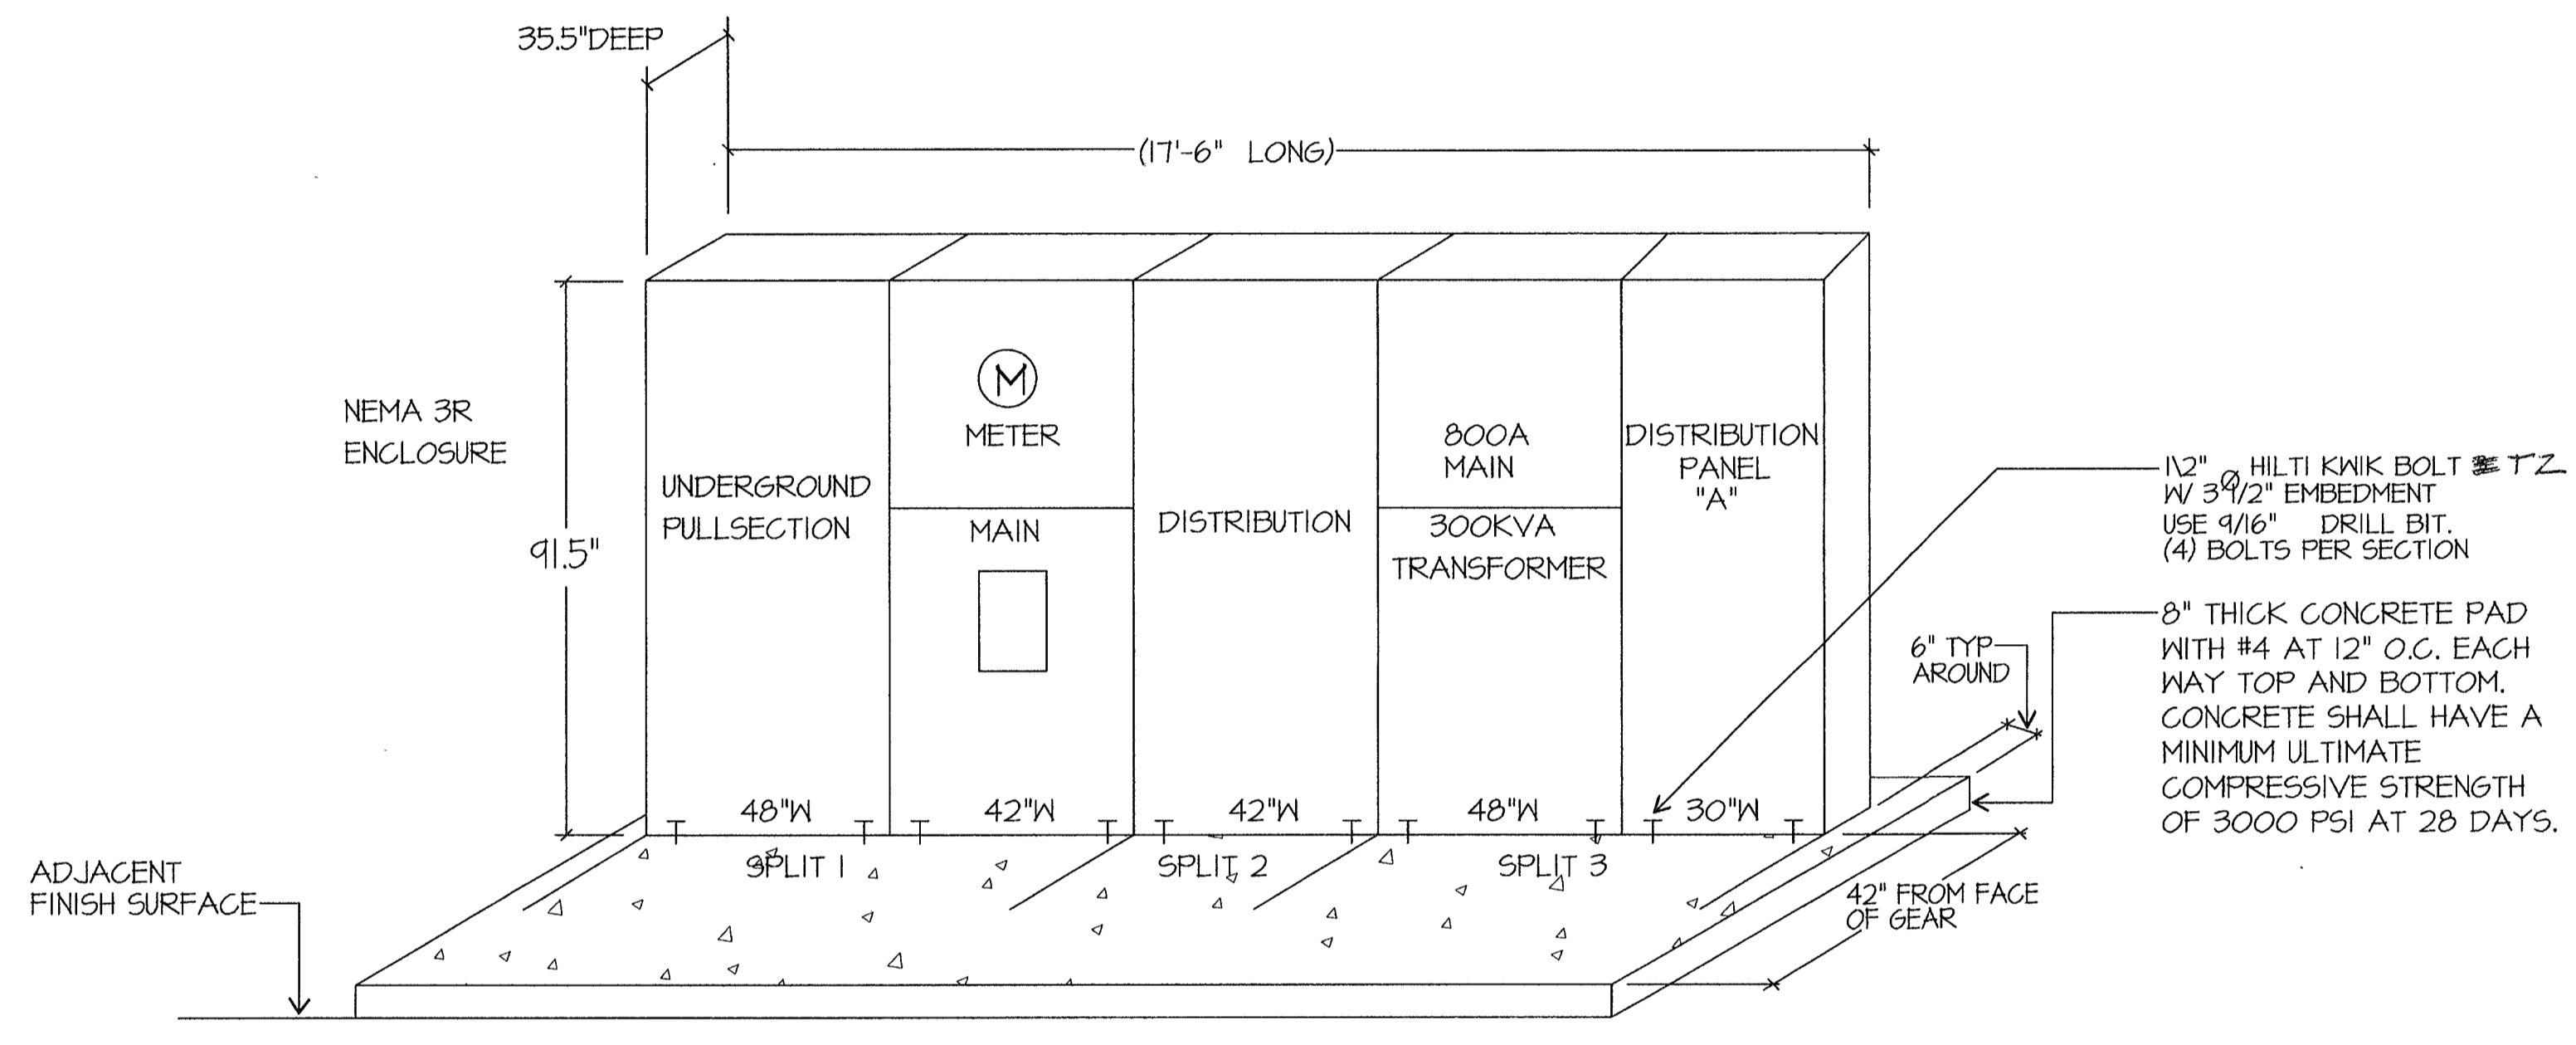 35.5"DEEP
(17'-6" LONG)
NEMA 3R
ENCLOSURE
91.5"
UNDERGROUND
PULLSECTION
M
METER
MAIN
DISTRIBUTION
800A
MAIN
300KVA
TRANSFORMER
DISTRIBUTION
PANEL
"A"
48"W
42"W
42"W
48"W
30"W
SPLIT 1
SPLIT 2
SPLIT 3
1\2" Ø HILTI KWIK BOLT TZ
W/ 3 1/2" EMBEDMENT
USE 9/16" DRILL BIT.
(4) BOLTS PER SECTION
8" THICK CONCRETE PAD
WITH #4 AT 12" O.C. EACH
WAY TOP AND BOTTOM.
CONCRETE SHALL HAVE A
MINIMUM ULTIMATE
COMPRESSIVE STRENGTH
OF 3000 PSI AT 28 DAYS.
6" TYP
AROUND
42" FROM FACE
OF GEAR
ADJACENT
FINISH SURFACE